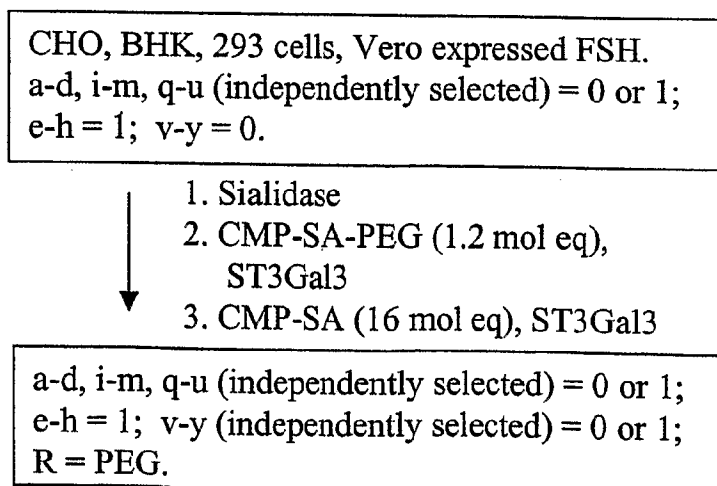 CHO, BHK, 293 cells, Vero expressed FSH.
a-d, i-m, q-u (independently selected) = 0 or 1;
e-h = 1; v-y = 0.
1. Sialidase
2. CMP-SA-PEG (1.2 mol eq),
ST3Gal3
3. CMP-SA (16 mol eq), ST3Gal3
a-d, i-m, q-u (independently selected) = 0 or 1;
e-h = 1; v-y (independently selected) = 0 or 1;
R = PEG.